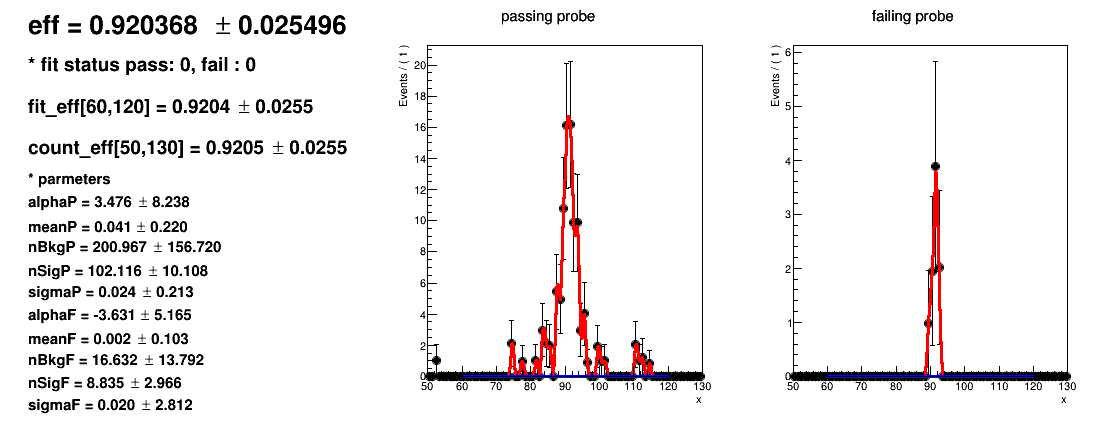 eff = 0.920368 ± 0.025496
* fit status pass: 0, fail : 0
fit_eff[60,120] = 0.9204 ± 0.0255
count_eff[50,130] = 0.9205 ± 0.0255
* parmeters
alphaP = 3.476 ± 8.238
meanP = 0.041 ± 0.220
nBkgP = 200.967 ± 156.720
nSigP = 102.116 ± 10.108
sigmaP = 0.024 ± 0.213
alphaF = -3.631 ± 5.165
meanF = 0.002 ± 0.103
nBkgF = 16.632 ± 13.792
nSigF = 8.835 ± 2.966
sigmaF = 0.020 ± 2.812
passing probe
Events / ( 1 )
20
18
16
14
12
10
8
6
4
2
0
50 60 70 80 90 100 110 120 130
x
failing probe
Events / ( 1 )
6
5
4
3
2
1
0
50 60 70 80 90 100 110 120 130
x